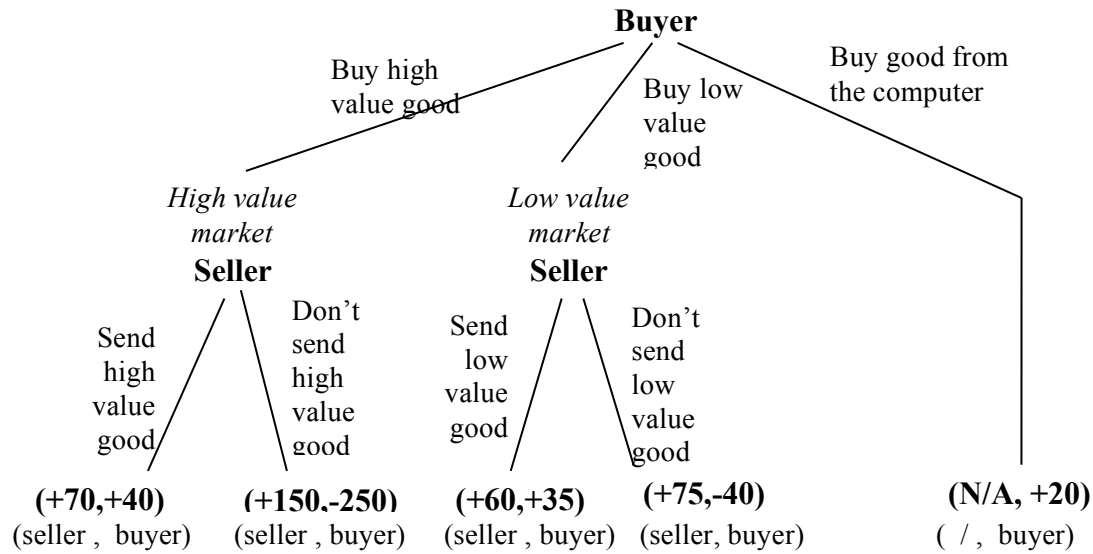 Buyer
Buy high
value good
Buy low
value
good
Buy good from
the computer
High value
market
Seller
Low value
market
Seller
Send
high
value
good
Don’t
send
high
value
good
Send
low
value
good
Don’t
send
low
value
good
(+70,+40)
(seller , buyer)
(+150,-250)
(seller , buyer)
(+60,+35)
(seller , buyer)
(+75,-40)
(seller, buyer)
(N/A, +20)
( /, buyer)